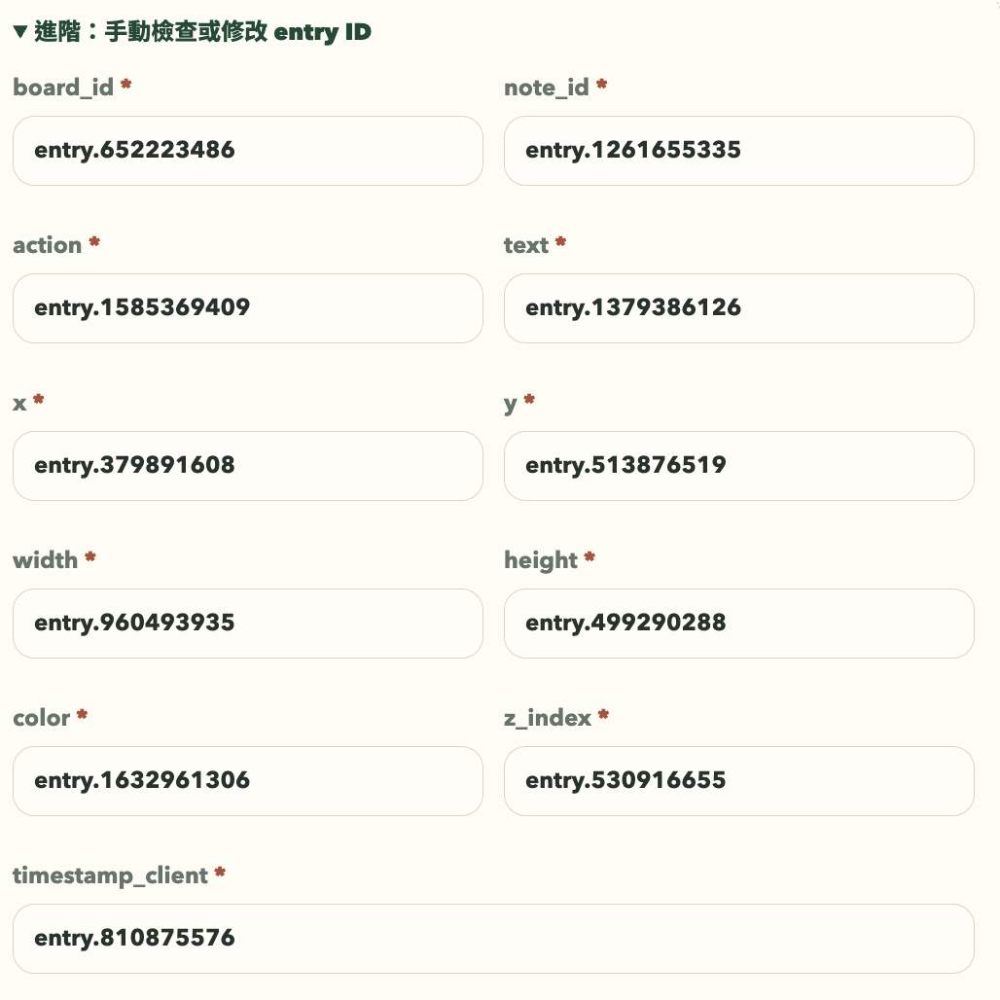 ▼ 進階：手動檢查或修改 entry ID
board_id * note_id *
entry.652223486 entry.1261655335
action * text *
entry.1585369409 entry.1379386126
x * y *
entry.379891608 entry.513876519
width * height *
entry.960493935 entry.499290288
color * z_index *
entry.1632961306 entry.530916655
timestamp_client *
entry.810875576